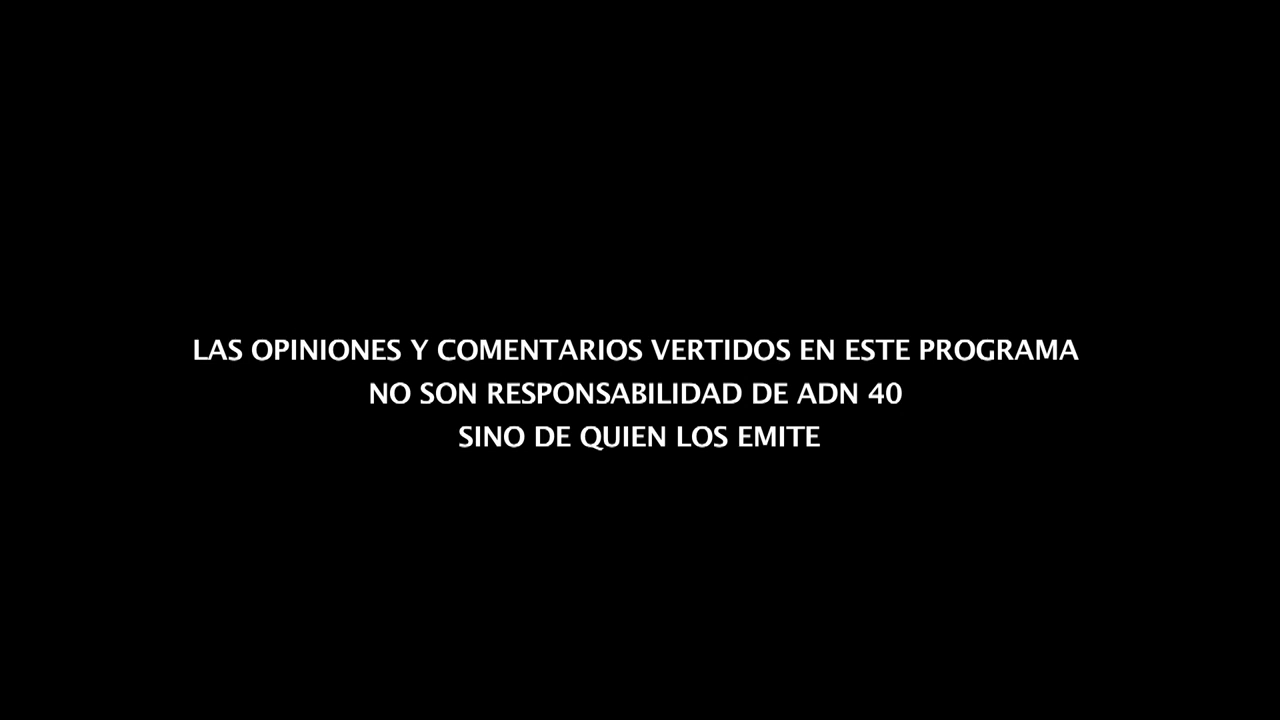 LAS OPINIONES Y COMENTARIOS VERTIDOS EN ESTE PROGRAMA
NO SON RESPONSABILIDAD DE ADN 40
SINO DE QUIEN LOS EMITE